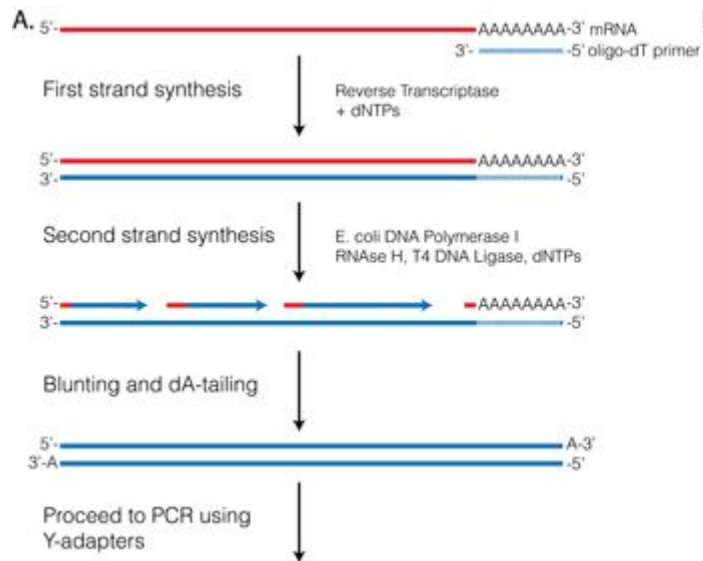 A.
5'- AAAAAAAA-3' mRNA
3'- -5' oligo-dT primer
First strand synthesis
Reverse Transcriptase
+ dNTPs
5'- AAAAAAAA-3'
3'- -5'
Second strand synthesis
E. coli DNA Polymerase I
RNAse H, T4 DNA Ligase, dNTPs
5'- AAAAAAAA-3'
3'- -5'
Blunting and dA-tailing
5'- A-3'
3'-A -5'
Proceed to PCR using
Y-adapters